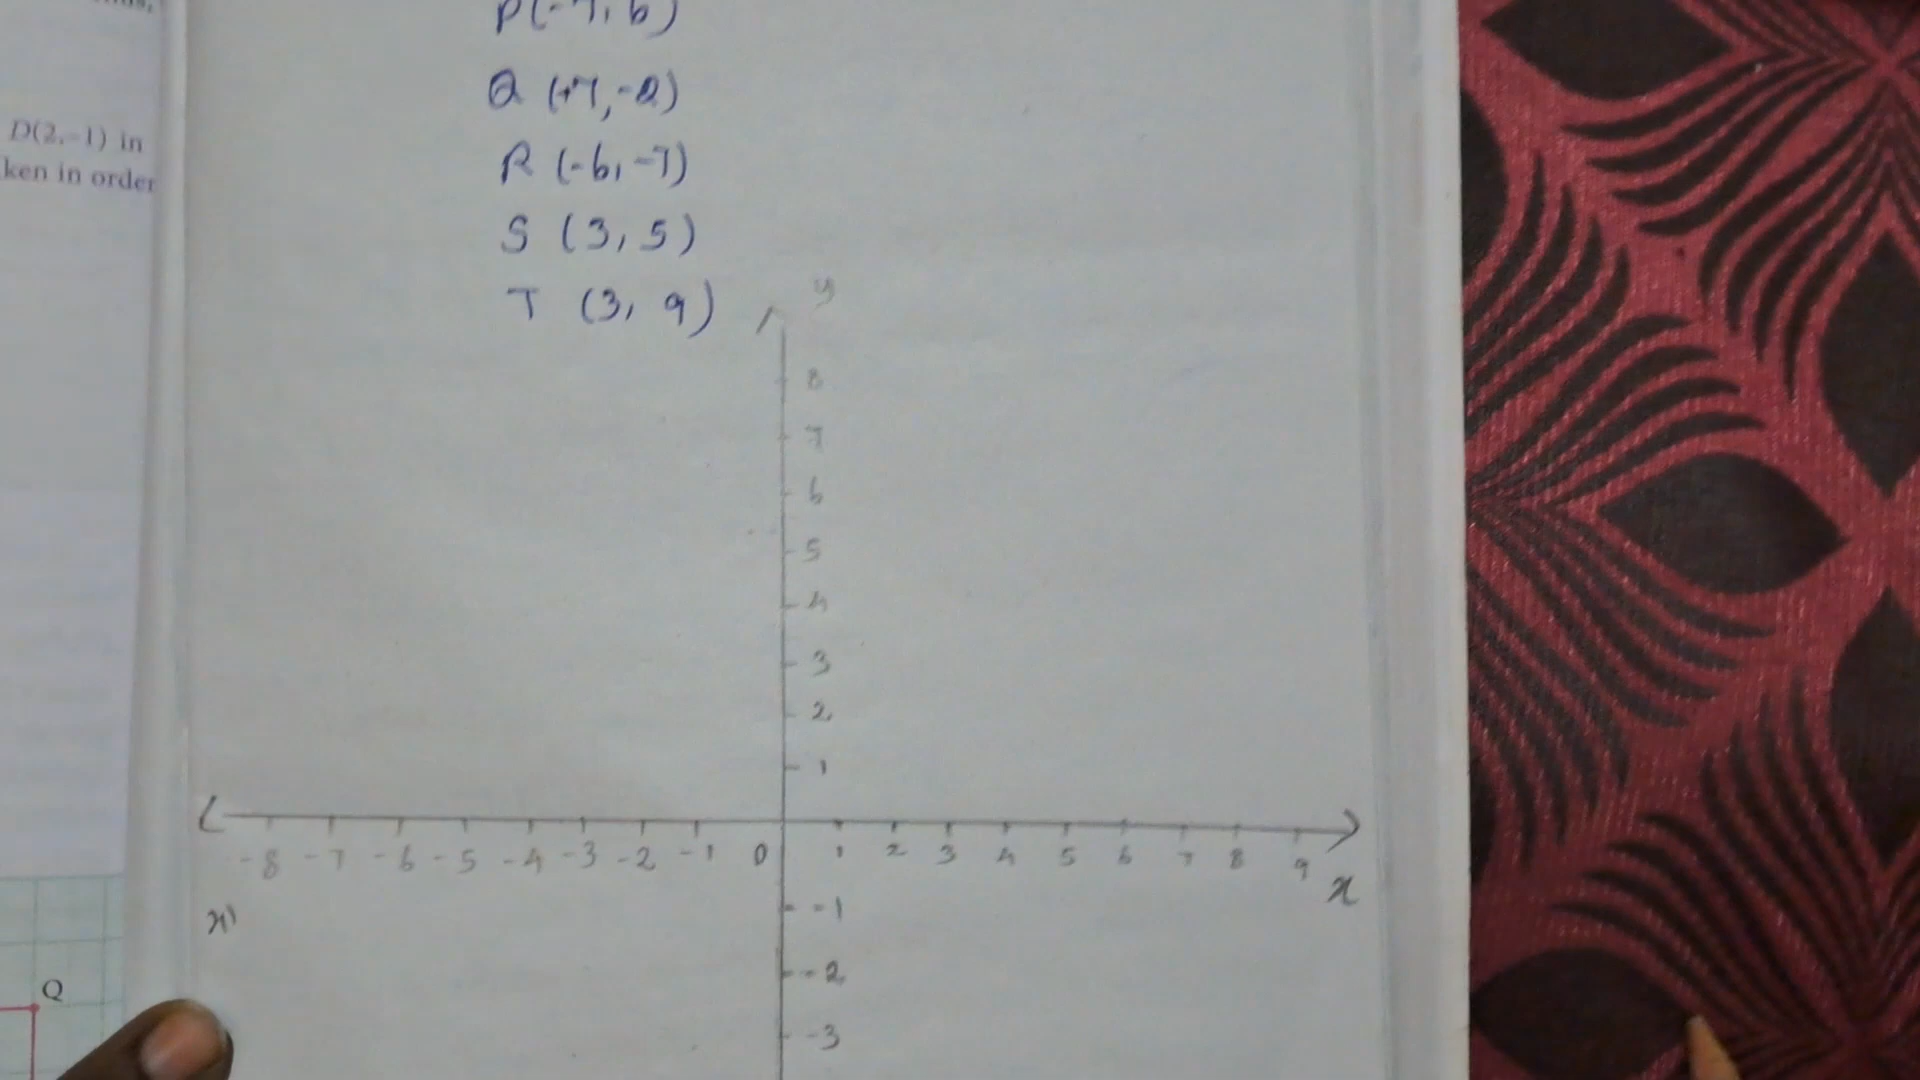 P(-7, 6)
Q (+7,-2)
R (-6, -7)
S (3, 5)
T (3, 9)
D(2,-1) in
ken in order
y
8
7
6
5
4
3
2
1
-8 -7 -6 -5 -4 -3 -2 -1 0 1 2 3 4 5 6 7 8 9
x
x'
-1
-2
-3
Q